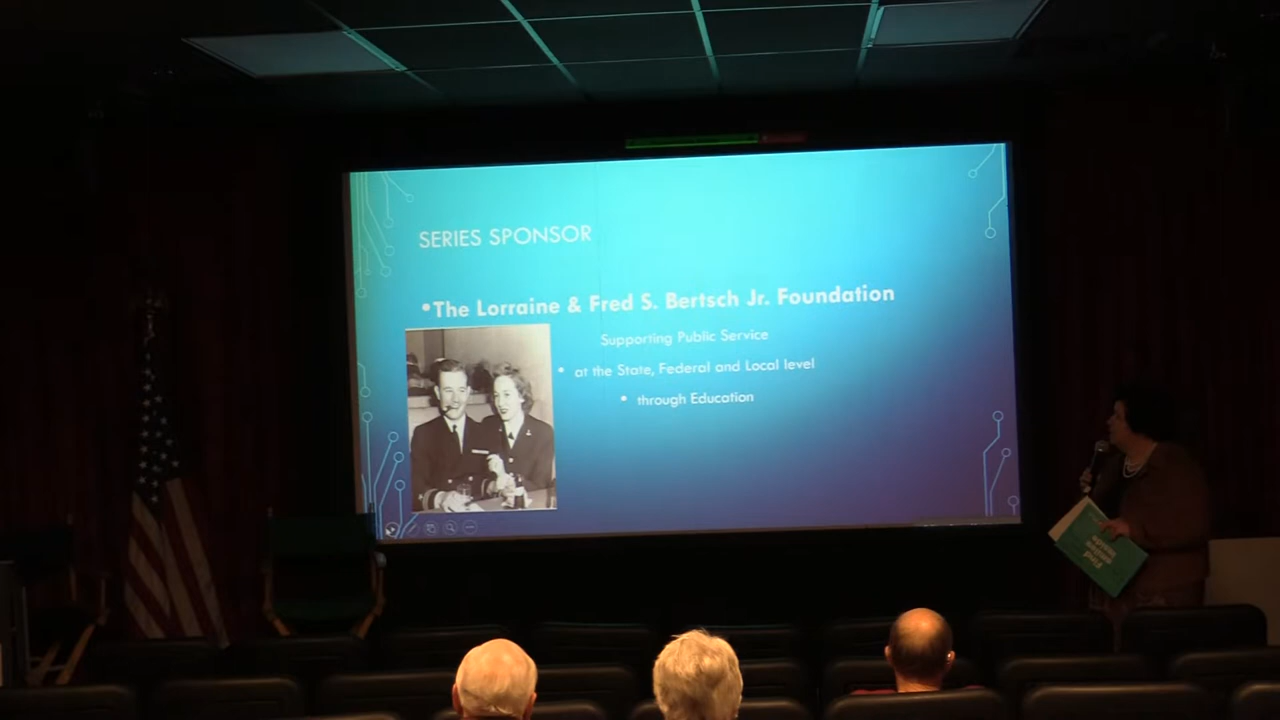 SERIES SPONSOR
•The Lorraine & Fred S. Bertsch Jr. Foundation
Supporting Public Service
• at the State, Federal and Local level
• through Education